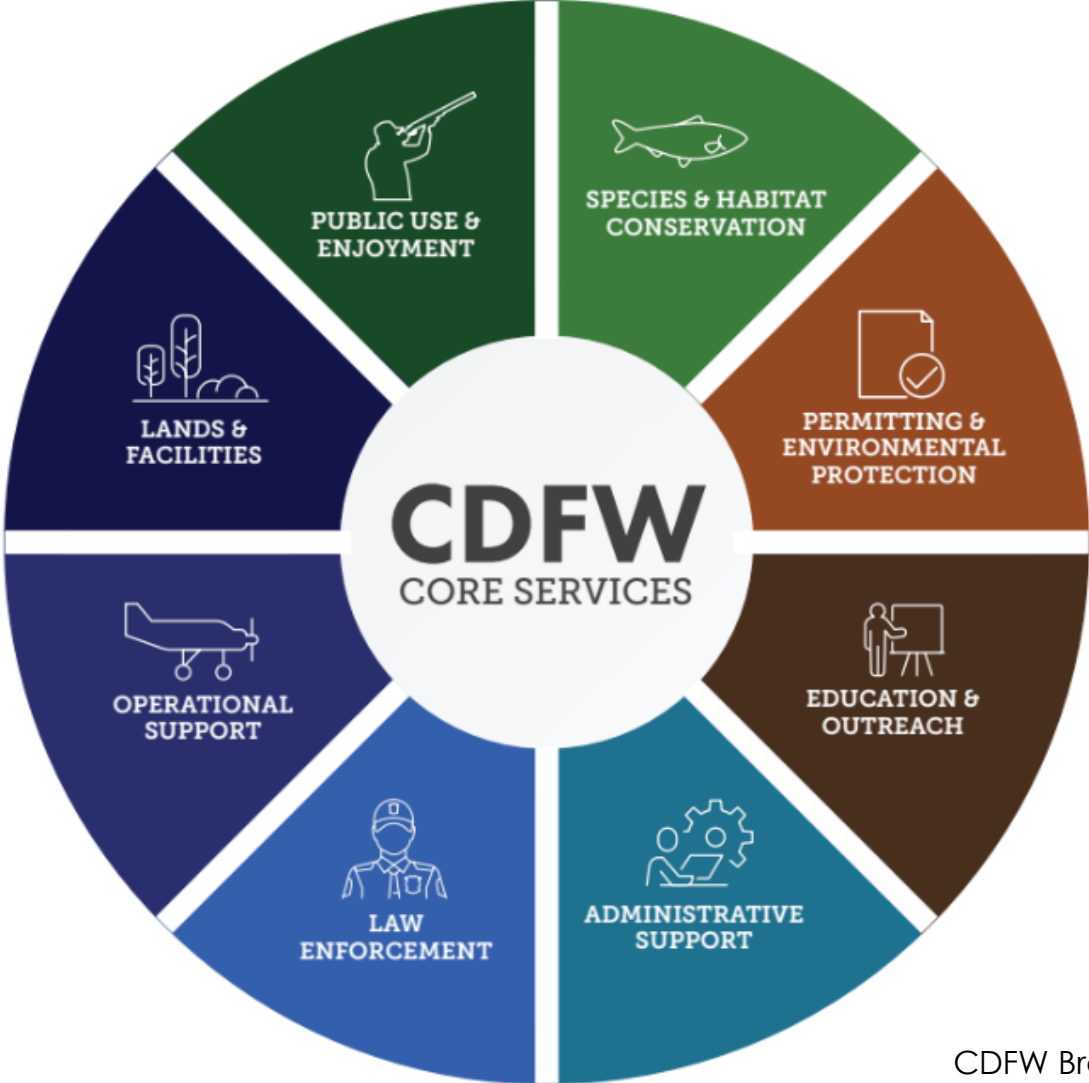 PUBLIC USE &
ENJOYMENT
SPECIES & HABITAT
CONSERVATION
LANDS &
FACILITIES
PERMITTING &
ENVIRONMENTAL
PROTECTION
CDFW
CORE SERVICES
OPERATIONAL
SUPPORT
EDUCATION &
OUTREACH
LAW
ENFORCEMENT
ADMINISTRATIVE
SUPPORT
CDFW